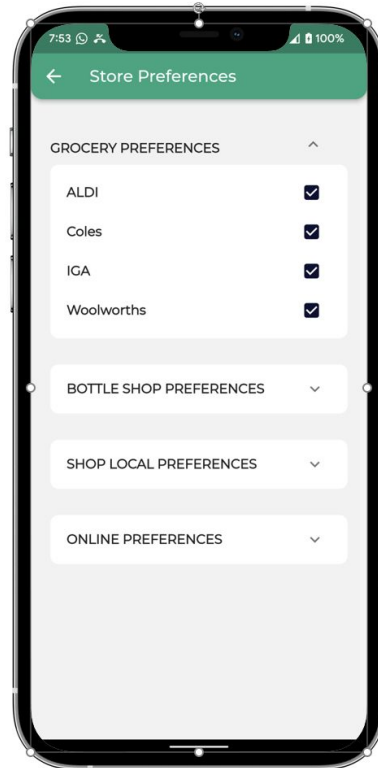 7:53 100%
Store Preferences
GROCERY PREFERENCES
ALDI
Coles
IGA
Woolworths
BOTTLE SHOP PREFERENCES
SHOP LOCAL PREFERENCES
ONLINE PREFERENCES